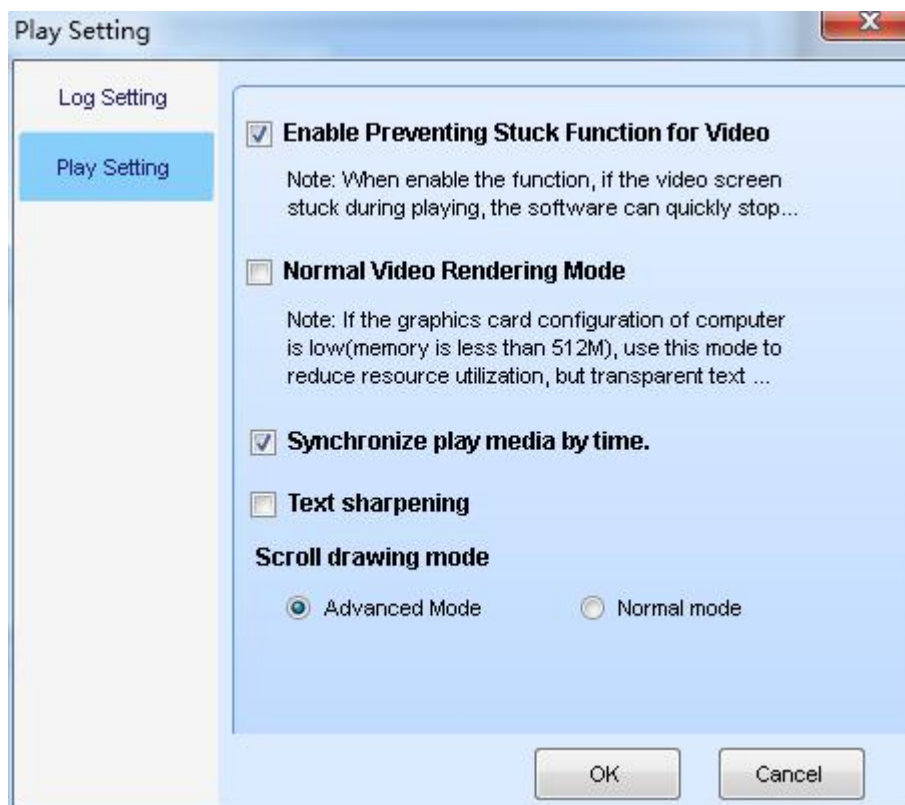 Play Setting
Log Setting
Play Setting
Enable Preventing Stuck Function for Video
Note: When enable the function, if the video screen
stuck during playing, the software can quickly stop...
Normal Video Rendering Mode
Note: If the graphics card configuration of computer
is low(memory is less than 512M), use this mode to
reduce resource utilization, but transparent text ...
Synchronize play media by time.
Text sharpening
Scroll drawing mode
Advanced Mode Normal mode
OK Cancel